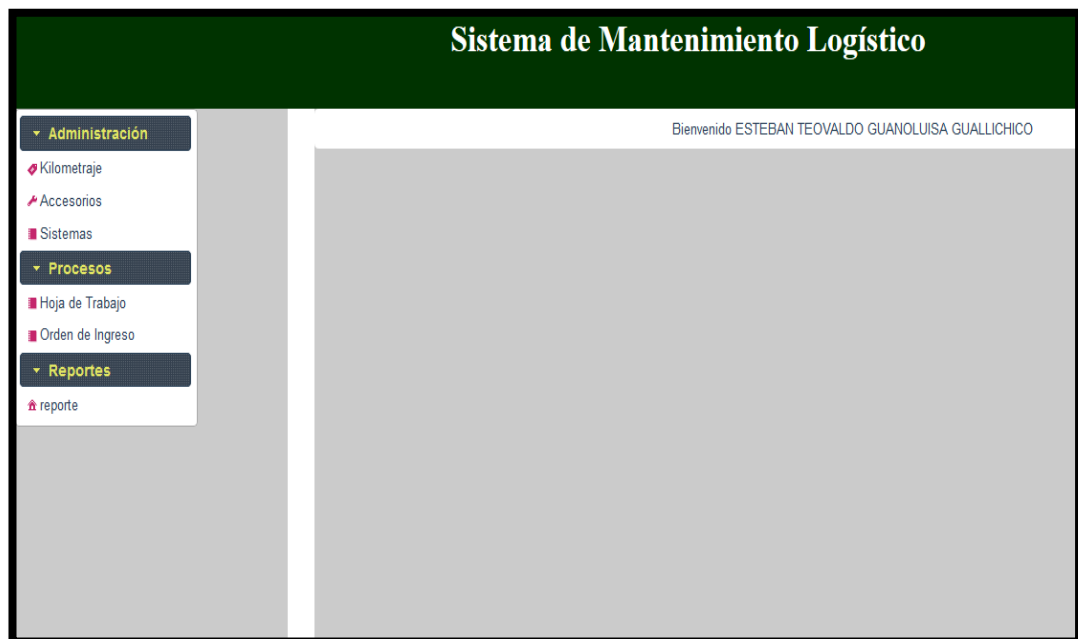 Sistema de Mantenimiento Logístico
Bienvenido ESTEBAN TEOVALDO GUANOLUISA GUALLICHICO
Administración
Kilometraje
Accesorios
Sistemas
Procesos
Hoja de Trabajo
Orden de Ingreso
Reportes
reporte